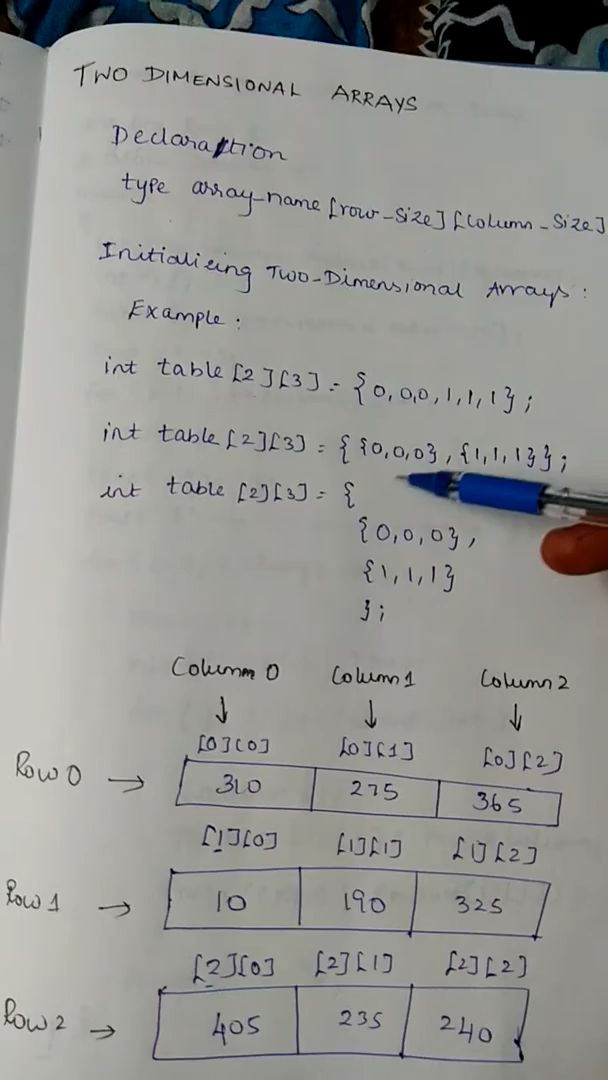 TWO DIMENSIONAL ARRAYS
Declaration
type array-name [row-size] [column-size]
Initializing Two-Dimensional Arrays :
Example :
int table [2][3] = {0,0,0,1,1,1};
int table [2][3] = { {0,0,0}, {1,1,1}};
int table [2][3] = {
{0,0,0},
{1,1,1}
};
Column 0 Column 1 Column 2
[0][0] [0][1] [0][2]
Row 0 → 310 275 365
[1][0] [1][1] [1][2]
Row 1 → 10 190 325
[2][0] [2][1] [2][2]
Row 2 → 405 235 240